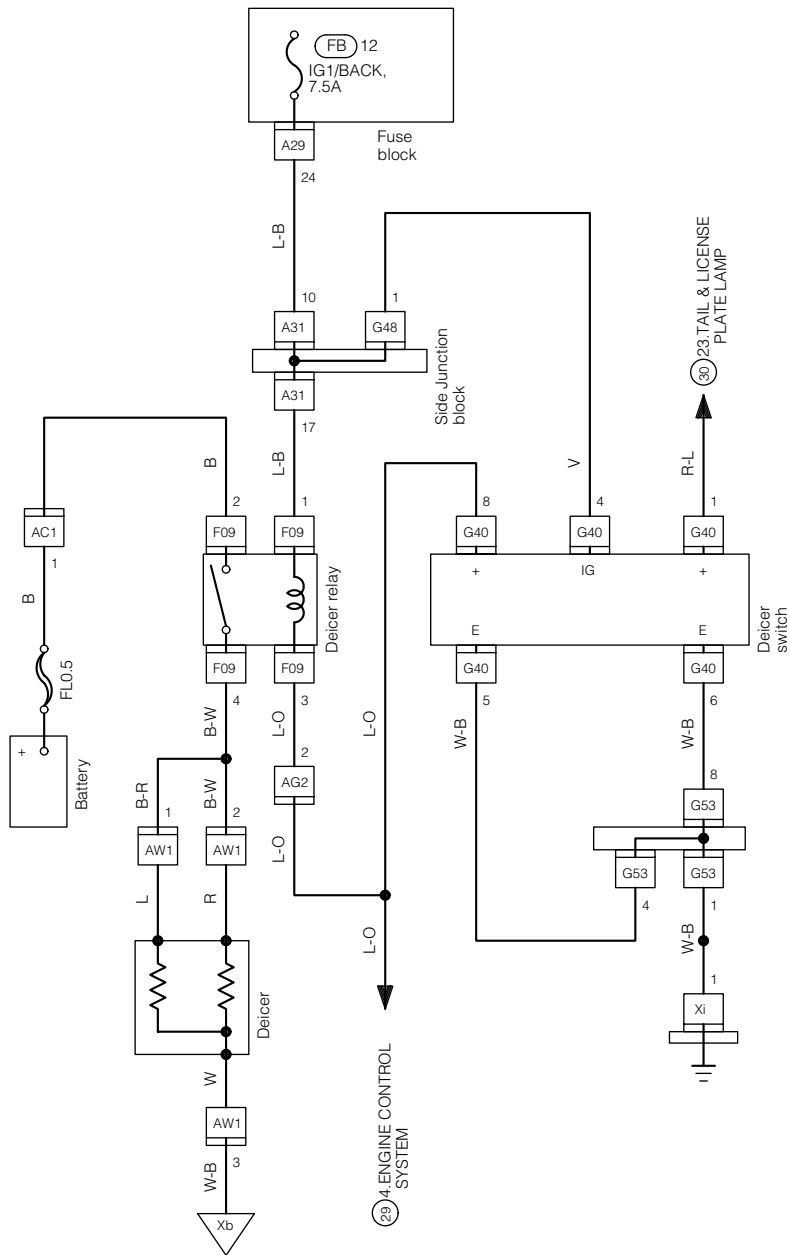 FB 12
IG1/BACK,
7.5A
Fuse
block
A29
24
L-B
10
1
A31
G48
Side Junction
block
A31
17
L-B
AC1
1
B
FL0.5
+
Battery
B
2
1
F09
F09
Deicer relay
F09
F09
4
3
B-W
L-O
2
AG2
L-O
L-O
L-O
29 4.ENGINE CONTROL
SYSTEM
B-R
B-W
1
2
AW1
AW1
L
R
Deicer
W
AW1
3
W-B
Xb
V
R-L
30 23.TAIL & LICENSE
PLATE LAMP
8
4
1
G40
G40
G40
+
IG
+
E
E
Deicer
switch
G40
G40
5
6
W-B
W-B
8
G53
G53
G53
4
1
W-B
1
Xi